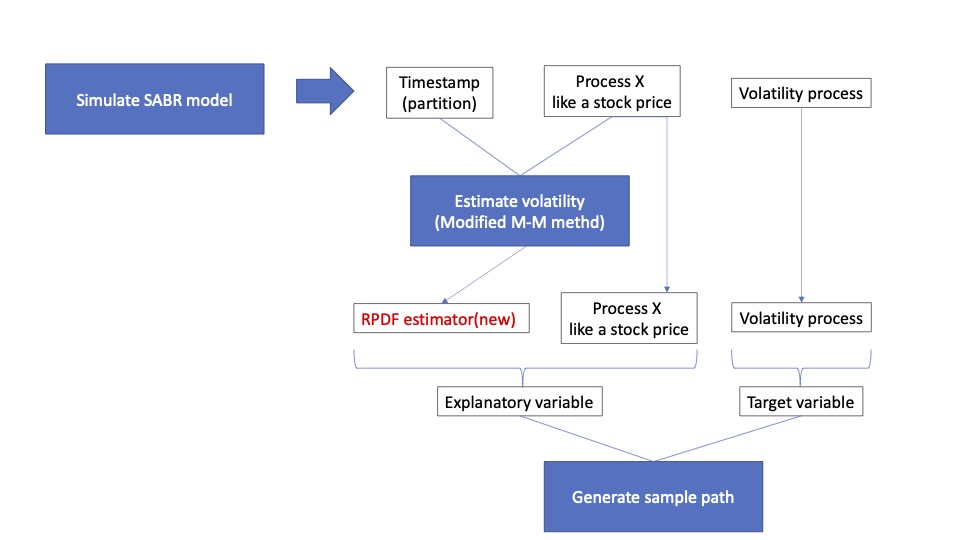 Simulate SABR model
Timestamp
(partition)
Process X
like a stock price
Volatility process
Estimate volatility
(Modified M-M methd)
RPDF estimator(new)
Process X
like a stock price
Volatility process
Explanatory variable
Target variable
Generate sample path